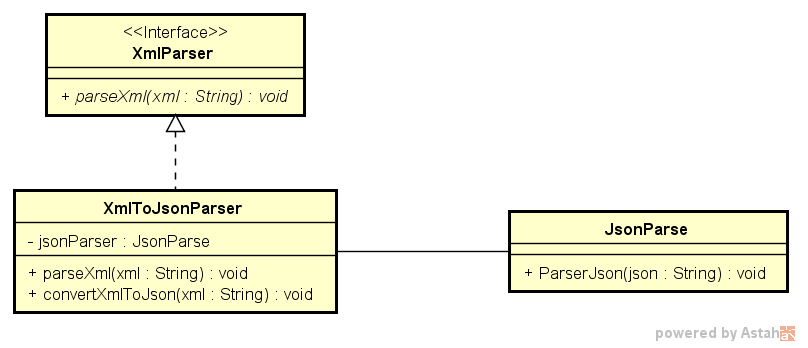 <<Interface>>
XmlParser
+ parseXml(xml : String) : void
XmlToJsonParser
- jsonParser : JsonParse
+ parseXml(xml : String) : void
+ convertXmlToJson(xml : String) : void
JsonParse
+ ParserJson(json : String) : void
powered by Astah